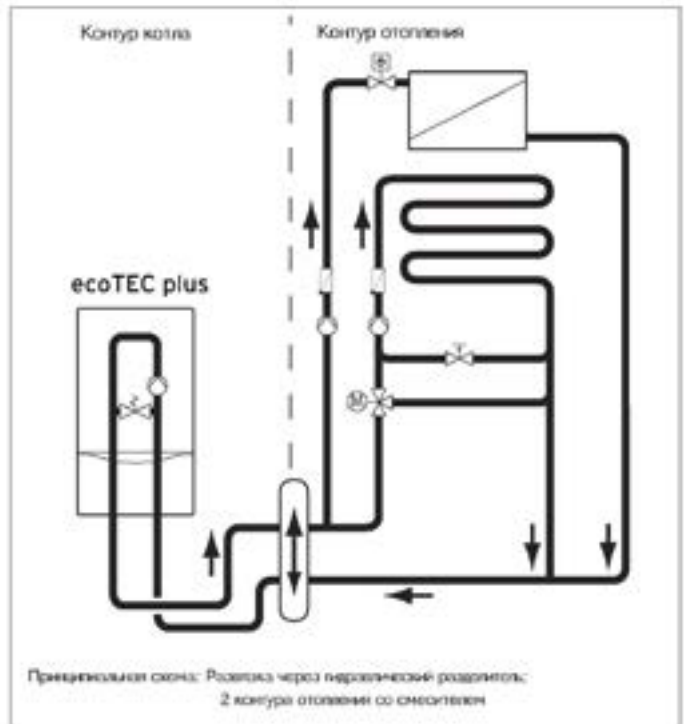 Контур котла
Контур отопления
ecoTEC plus
M
Принципиальная схема: Развязка через гидравлический разделитель;
2 контура отопления со смесителем